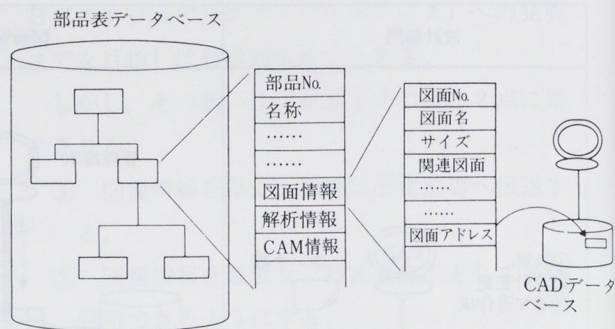 部品表データベース
部品No.
名称
……
……
図面情報
解析情報
CAM情報
図面No.
図面名
サイズ
関連図面
……
……
図面アドレス
CADデータ
ベース